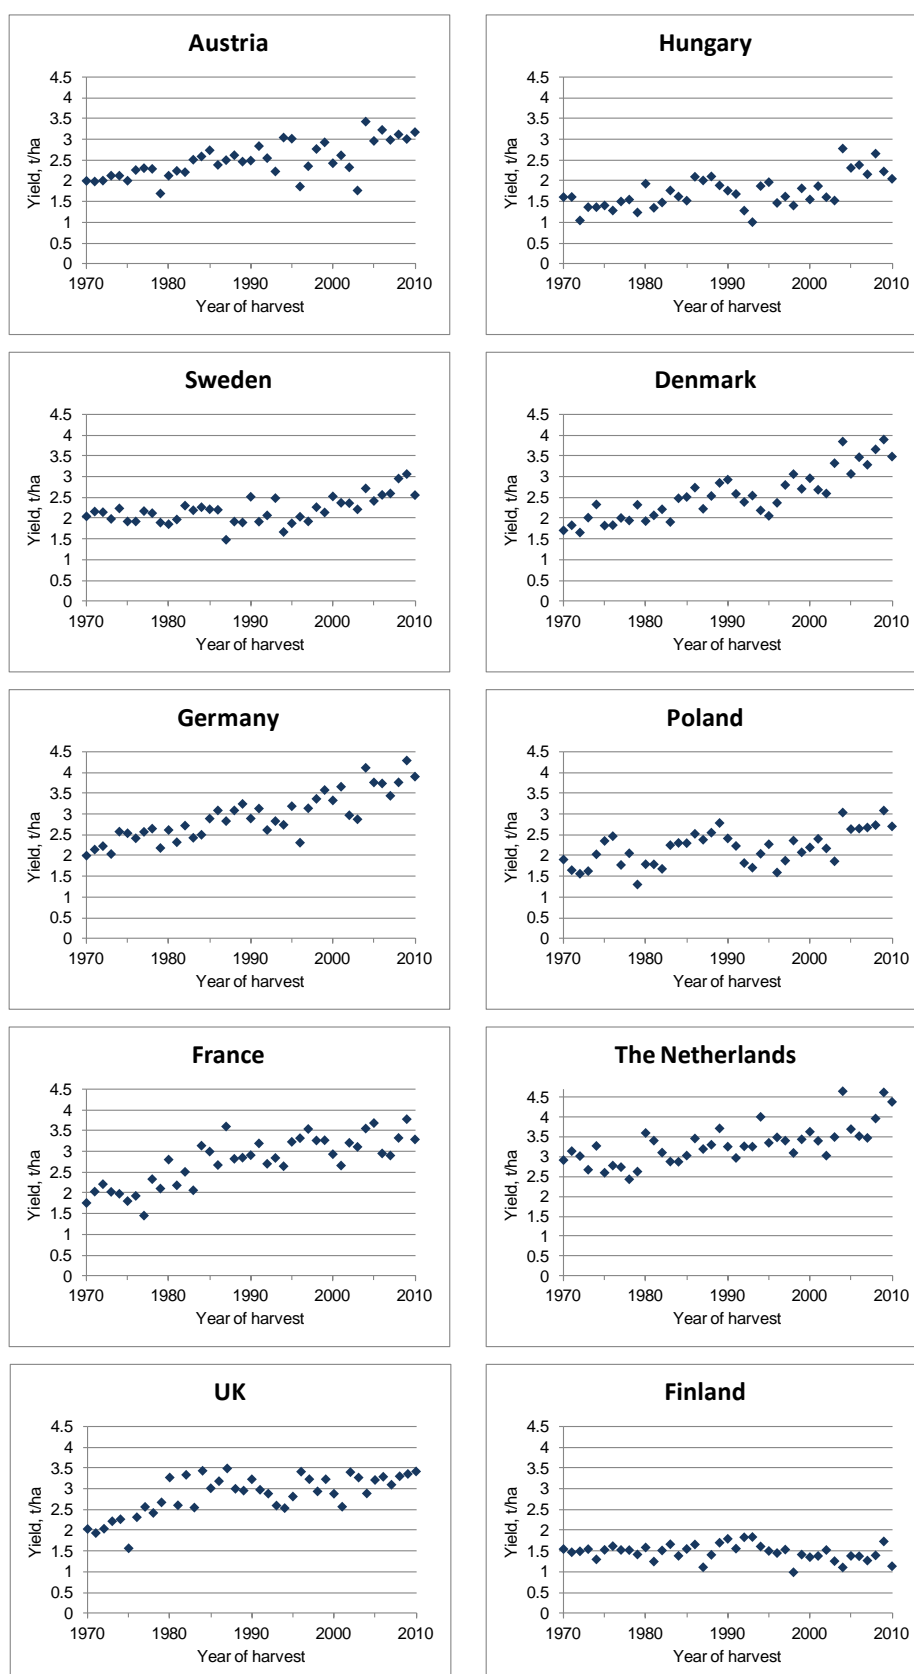 Austria
Yield, t/ha
4.5
4
3.5
3
2.5
2
1.5
1
0.5
0
1970 1980 1990 2000 2010
Year of harvest
Hungary
Yield, t/ha
4.5
4
3.5
3
2.5
2
1.5
1
0.5
0
1970 1980 1990 2000 2010
Year of harvest
Sweden
Yield, t/ha
4.5
4
3.5
3
2.5
2
1.5
1
0.5
0
1970 1980 1990 2000 2010
Year of harvest
Denmark
Yield, t/ha
4.5
4
3.5
3
2.5
2
1.5
1
0.5
0
1970 1980 1990 2000 2010
Year of harvest
Germany
Yield, t/ha
4.5
4
3.5
3
2.5
2
1.5
1
0.5
0
1970 1980 1990 2000 2010
Year of harvest
Poland
Yield, t/ha
4.5
4
3.5
3
2.5
2
1.5
1
0.5
0
1970 1980 1990 2000 2010
Year of harvest
France
Yield, t/ha
4.5
4
3.5
3
2.5
2
1.5
1
0.5
0
1970 1980 1990 2000 2010
Year of harvest
The Netherlands
Yield, t/ha
4.5
4
3.5
3
2.5
2
1.5
1
0.5
0
1970 1980 1990 2000 2010
Year of harvest
UK
Yield, t/ha
4.5
4
3.5
3
2.5
2
1.5
1
0.5
0
1970 1980 1990 2000 2010
Year of harvest
Finland
Yield, t/ha
4.5
4
3.5
3
2.5
2
1.5
1
0.5
0
1970 1980 1990 2000 2010
Year of harvest